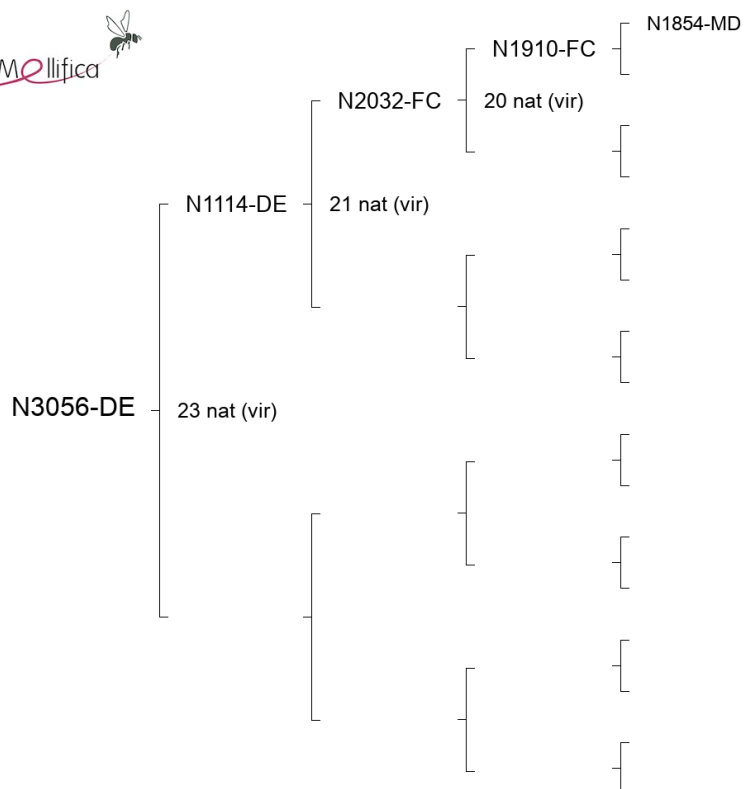 Mellifica
N1854-MD
N1910-FC
N2032-FC
20 nat (vir)
N1114-DE
21 nat (vir)
N3056-DE
23 nat (vir)